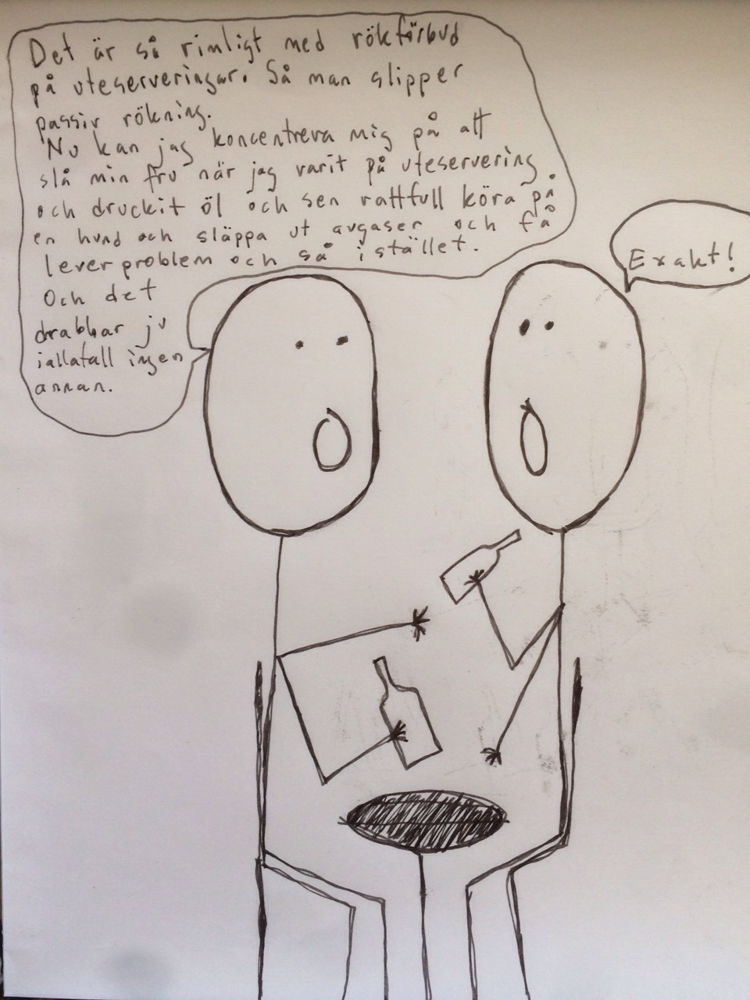 Det är så rimligt med rökförbud
på uteserveringar. Så man slipper
passiv rökning.
Nu kan jag koncentrera mig på att
slå min fru när jag varit på uteservering
och druckit öl och sen rattfull köra på
en hund och släppa ut avgaser och få
leverproblem och så istället.
Och det
drabbar ju
iallafall ingen
annan.
Exakt!